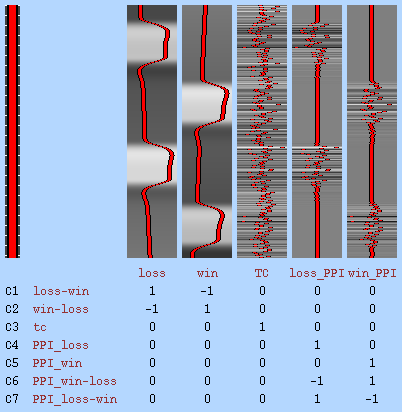 loss win TC loss_PPI win_PPI
C1 loss-win 1 -1 0 0 0
C2 win-loss -1 1 0 0 0
C3 tc 0 0 1 0 0
C4 PPI_loss 0 0 0 1 0
C5 PPI_win 0 0 0 0 1
C6 PPI_win-loss 0 0 0 -1 1
C7 PPI_loss-win 0 0 0 1 -1